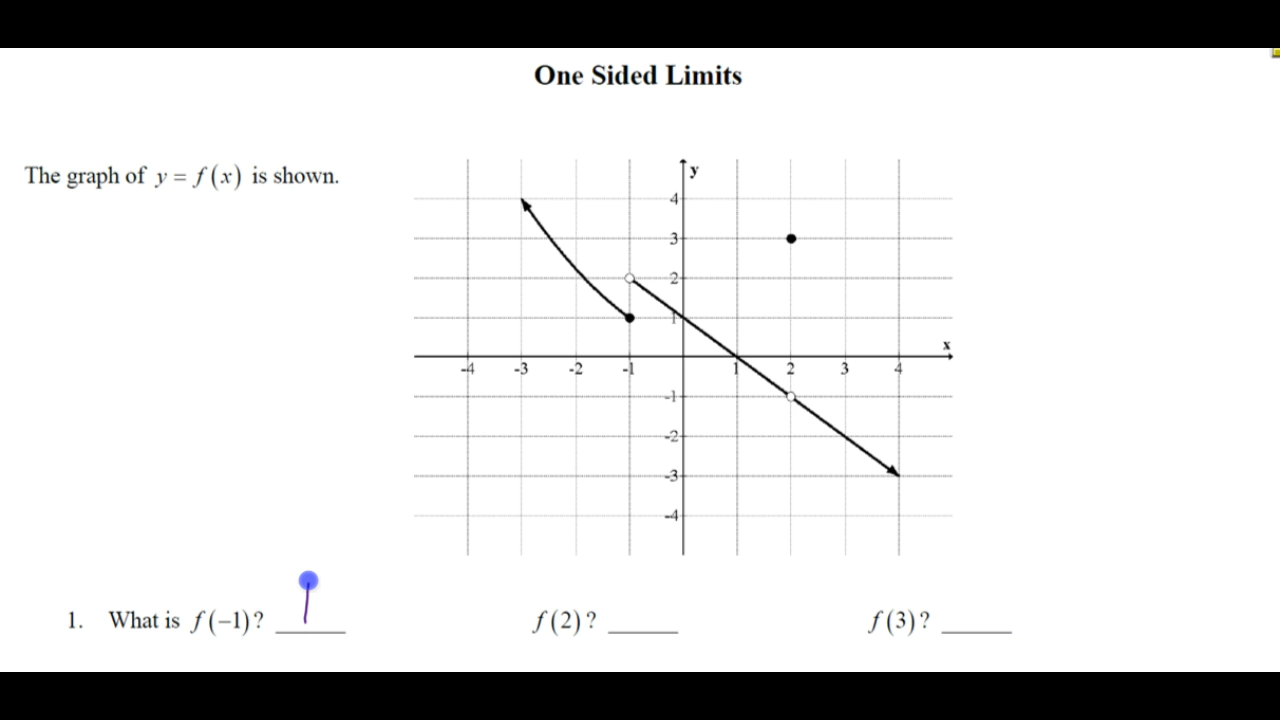 One Sided Limits
The graph of y = f(x) is shown.
y
4
3
2
1
x
-4 -3 -2 -1 1 2 3 4
-1
-2
-3
-4
1
1. What is f(−1)? ______ f(2)? ______ f(3)? ______